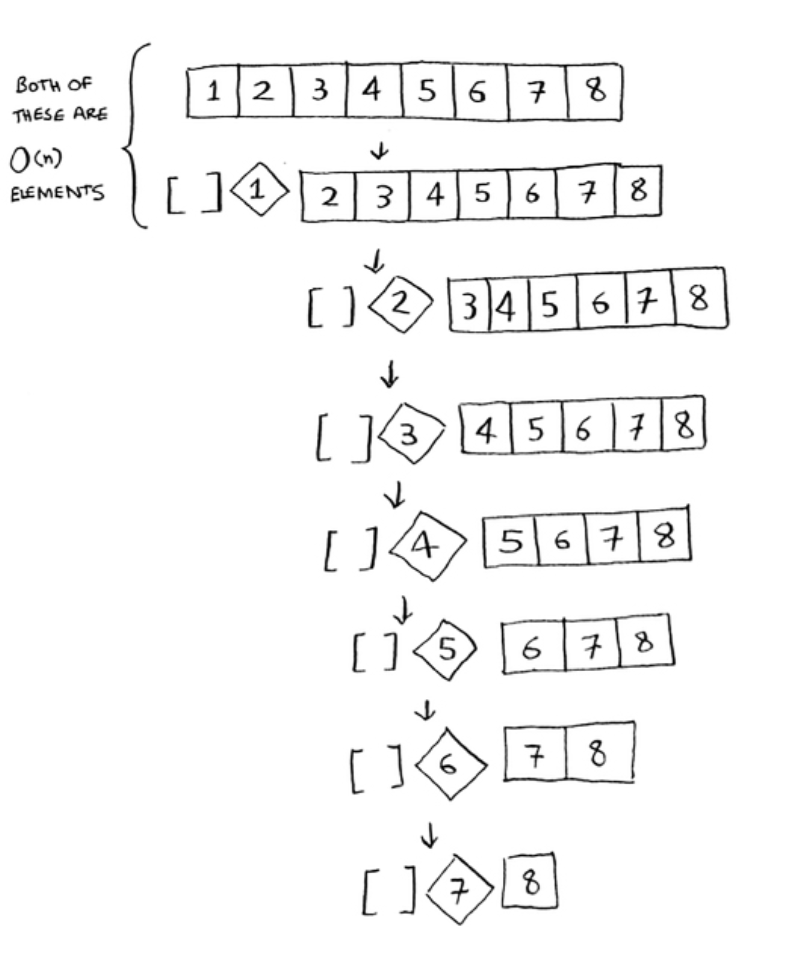 BOTH OF
THESE ARE
O(n)
ELEMENTS
1 2 3 4 5 6 7 8
[ ] 1 2 3 4 5 6 7 8
[ ] 2 3 4 5 6 7 8
[ ] 3 4 5 6 7 8
[ ] 4 5 6 7 8
[ ] 5 6 7 8
[ ] 6 7 8
[ ] 7 8